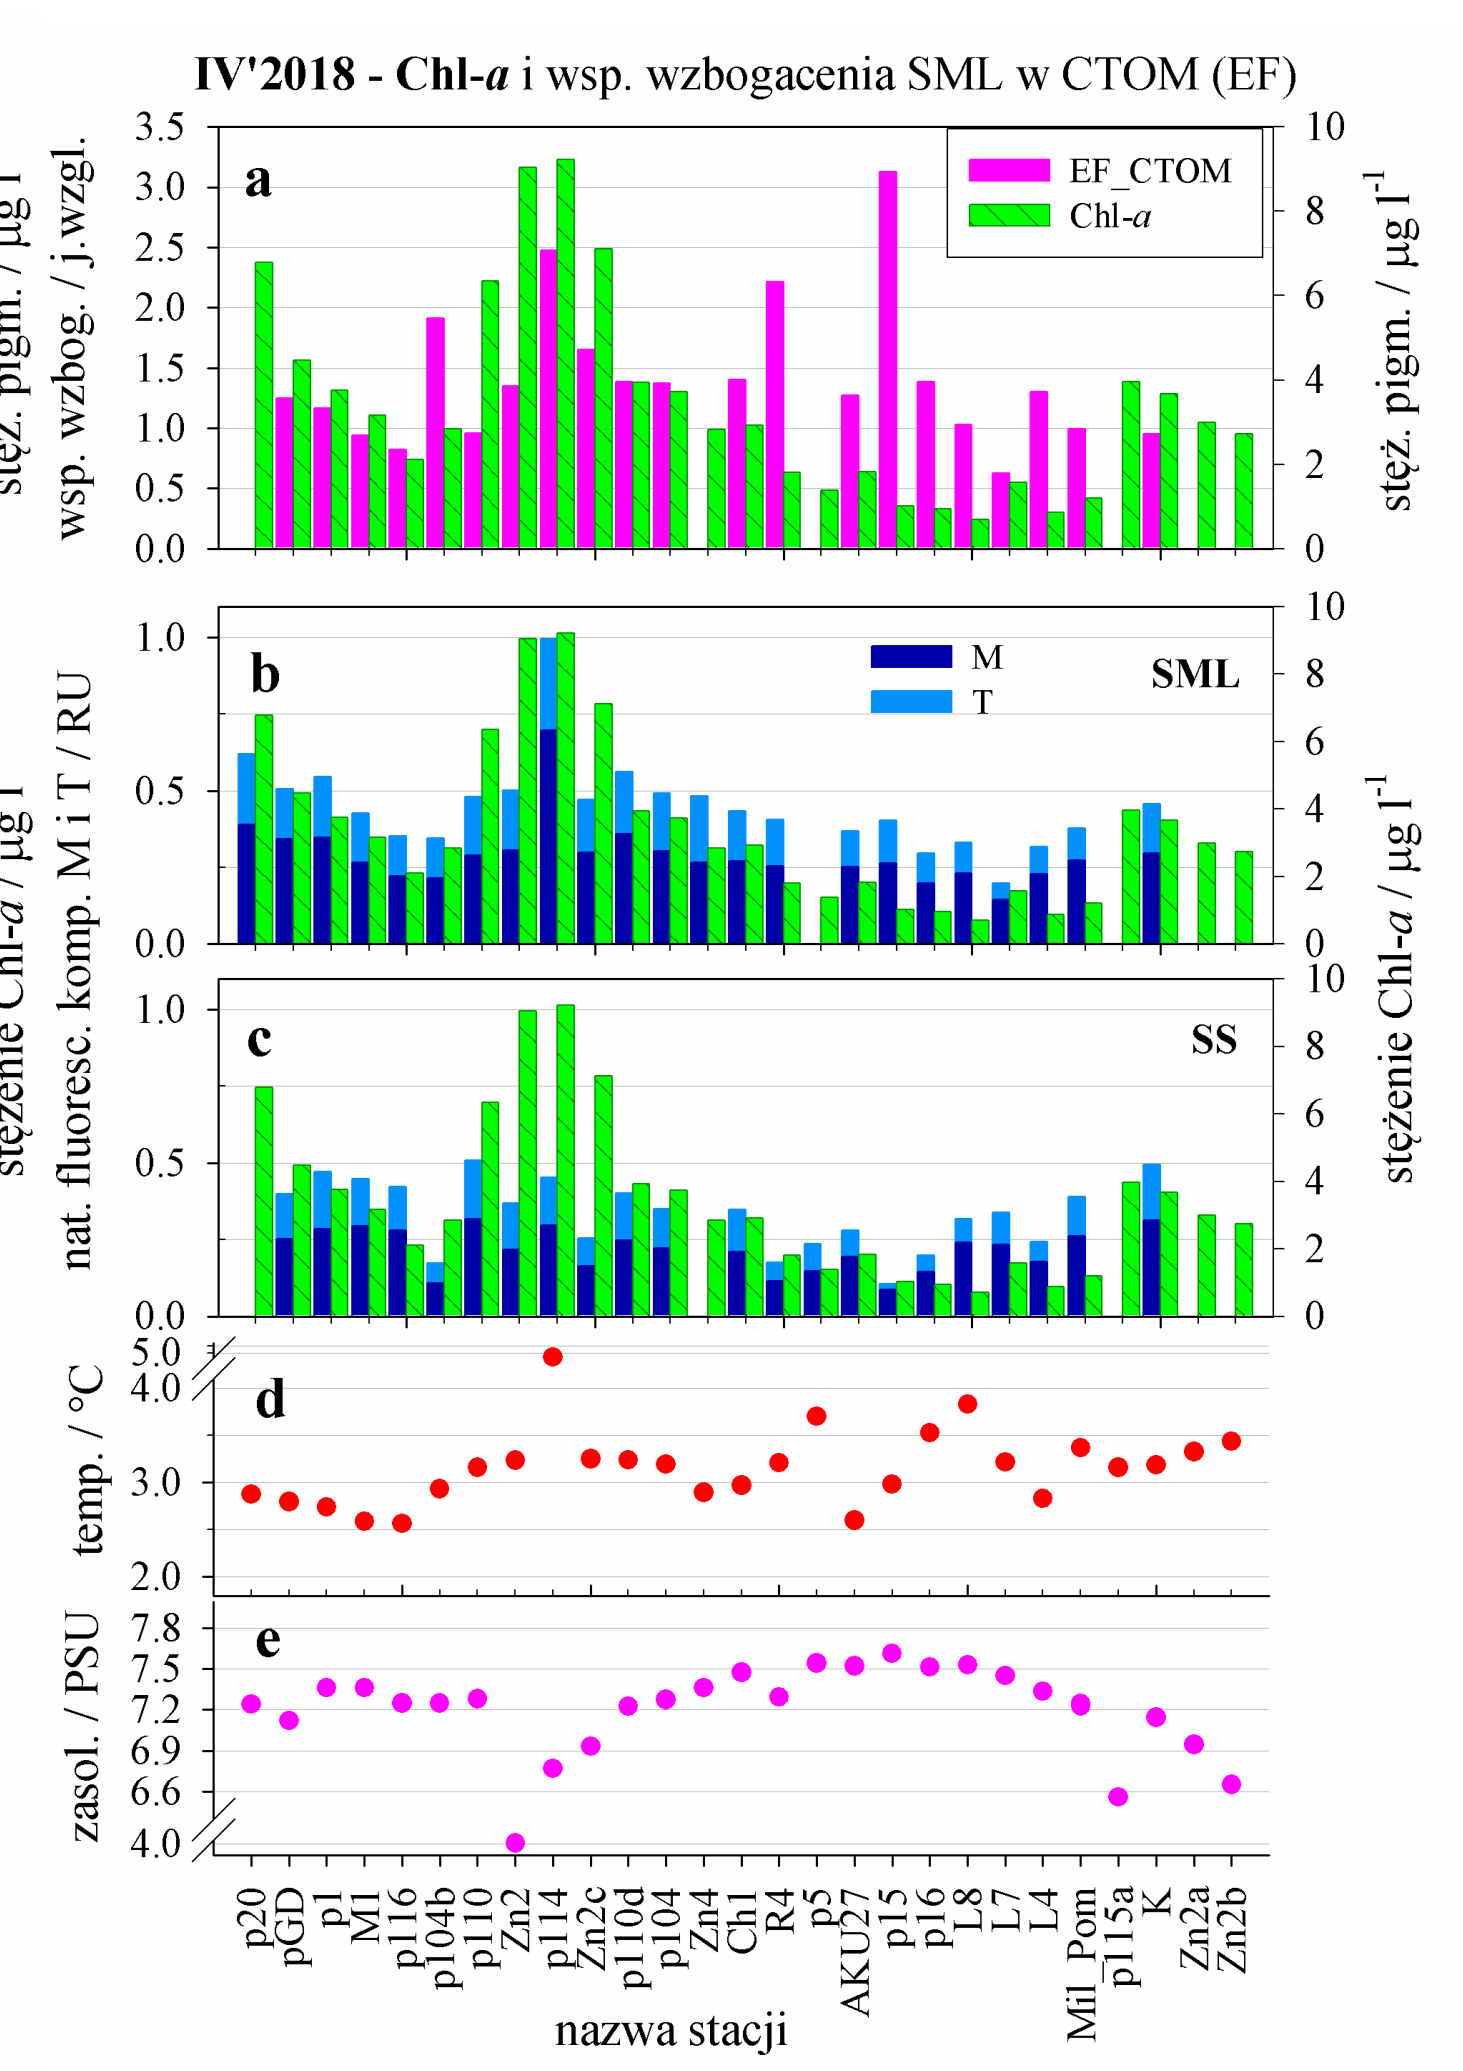 IV'2018 - Chl-a i wsp. wzbogacenia SML w CTOM (EF)
stęż. pigm. / µg l
wsp. wzbog. / j.wzgl.
3.5
3.0
2.5
2.0
1.5
1.0
0.5
0.0
a
EF_CTOM
Chl-a
10
8
6
4
2
0
stęż. pigm. / µg l-1
stężenie Chl-a / µg l
nat. fluoresc. komp. M i T / RU
1.0
0.5
0.0
b
M
T
SML
10
8
6
4
2
0
stężenie Chl-a / µg l-1
1.0
0.5
0.0
c
SS
10
8
6
4
2
0
temp. / °C
5.0
4.0
3.0
2.0
d
zasol. / PSU
7.8
7.5
7.2
6.9
6.6
4.0
e
p20
pGD
p1
M1
p116
p104b
p110
Zn2
p114
Zn2c
p110d
p104
Zn4
Ch1
R4
p5
AKU27
p15
p16
L8
L7
L4
Mil_Pom
p115a
K
Zn2a
Zn2b
nazwa stacji